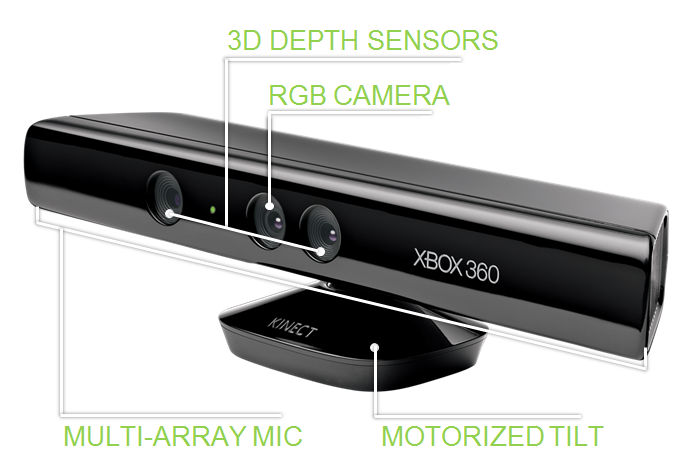 3D DEPTH SENSORS
RGB CAMERA
XBOX 360
KINECT
MULTI-ARRAY MIC
MOTORIZED TILT